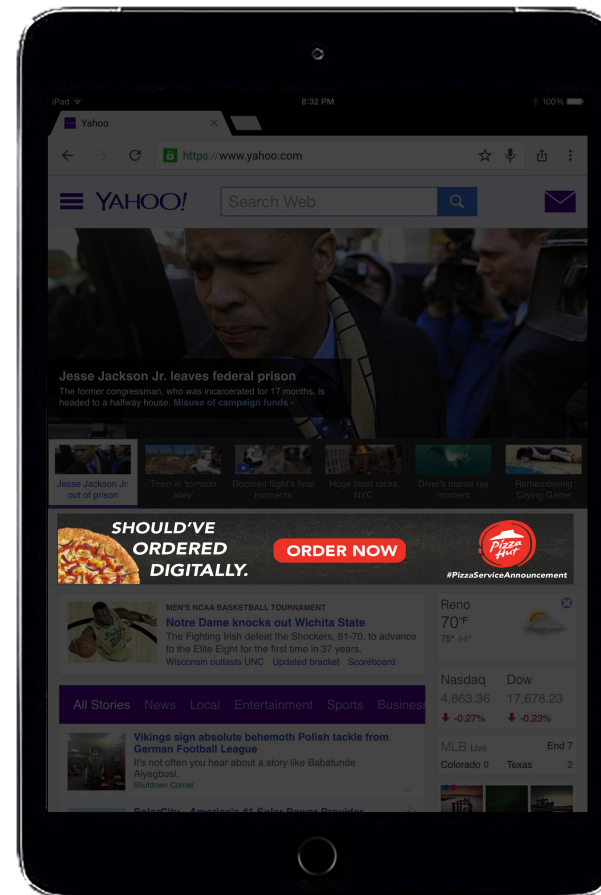 iPad
8:32 PM
100%
Yahoo
https://www.yahoo.com
YAHOO!
Search Web
Jesse Jackson Jr. leaves federal prison
The former congressman, who was incarcerated for 17 months, is
headed to a halfway house. Misuse of campaign funds »
Jesse Jackson Jr.
out of prison
Town in 'tornado
alley'
Doomed flight's final
moments
Huge blast rocks
NYC
Diver's manta ray
moment
Remembering
'Crying Game'
SHOULD'VE
ORDERED
DIGITALLY.
ORDER NOW
Pizza
Hut
#PizzaServiceAnnouncement
MEN'S NCAA BASKETBALL TOURNAMENT
Notre Dame knocks out Wichita State
The Fighting Irish defeat the Shockers, 81-70, to advance
to the Elite Eight for the first time in 37 years.
Wisconsin outlasts UNC Updated bracket Scoreboard
Reno
70°F
75° 44°
Nasdaq Dow
4,863.36 17,678.23
-0.27% -0.23%
All Stories News Local Entertainment Sports Business
Vikings sign absolute behemoth Polish tackle from
German Football League
It's not often you hear about a story like Babatunde
Aiyegbusi.
Shutdown Corner
MLB Live End 7
Colorado 0 Texas 2
SolarCity - America's #1 Solar Power Provider